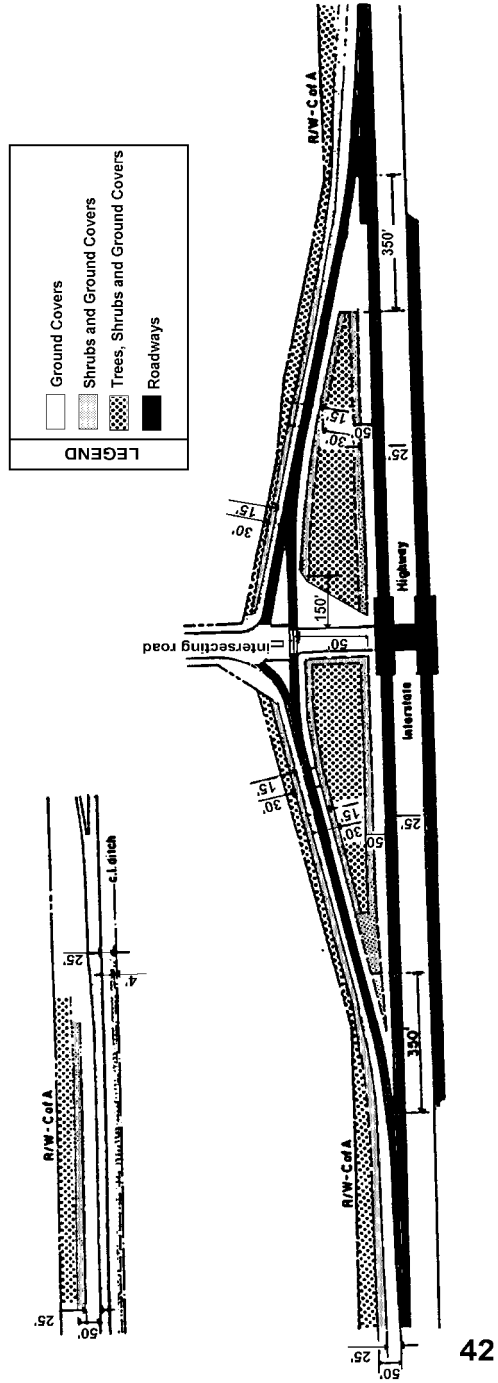 LEGEND
Ground Covers
Shrubs and Ground Covers
Trees, Shrubs and Ground Covers
Roadways
R/W - C of A
25'
50'
25'
4'
c.l. ditch
R/W - C of A
25'
50'
350'
15'
30'
15'
30'
50'
25'
Interstate
Highway
intersecting road
50'
150'
15'
30'
15'
30'
50'
25'
350'
R/W - C of A
42